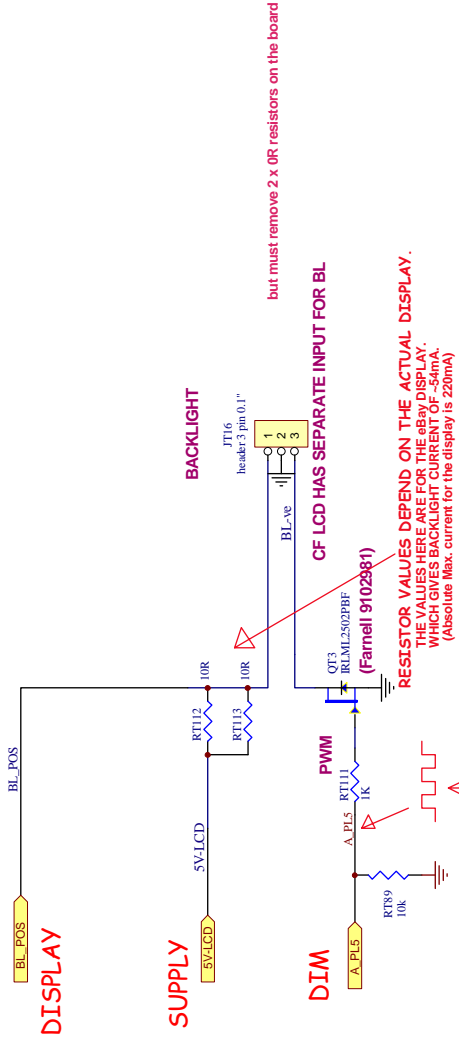 BL_POS
BL_POS
DISPLAY
but must remove 2 x 0R resistors on the board
BACKLIGHT
JT16
header 3 pin 0.1"
1
2
3
10R
RT112
10R
RT113
5V-LCD
5V-LCD
SUPPLY
BL-ve
CF LCD HAS SEPARATE INPUT FOR BL
QT3
IRLML2502PBF
(Farnell 9102981)
PWM
RT111
1K
A_PL5
DIM
A_PL5
RT89
10k
RESISTOR VALUES DEPEND ON THE ACTUAL DISPLAY.
THE VALUES HERE ARE FOR THE eBay DISPLAY.
WHICH GIVES BACKLIGHT CURRENT OF ~54mA.
(Absolute Max. current for the display is 220mA)